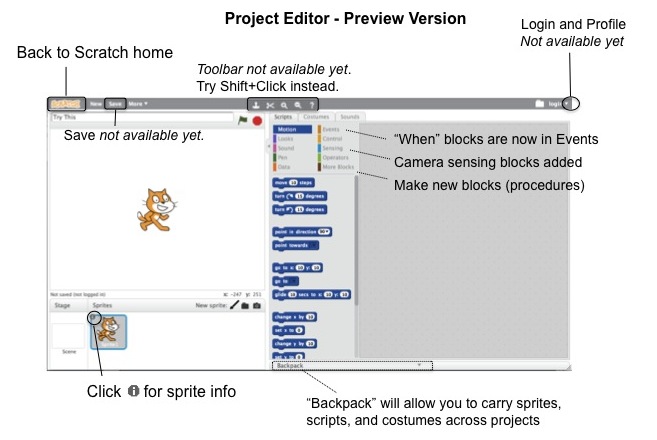 Project Editor - Preview Version
Login and Profile
Not available yet
Back to Scratch home
Toolbar not available yet.
Try Shift+Click instead.
New Save More ▾
login ▾
Try This
Save not available yet.
Scripts Costumes Sounds
Motion Events
Looks Control
Sound Sensing
Pen Operators
Data More Blocks
“When” blocks are now in Events
Camera sensing blocks added
Make new blocks (procedures)
move 10 steps
turn 15 degrees
turn 15 degrees
point in direction 90▾
point towards
go to x: 10 y: 10
go to
glide 10 secs to x: 10 y: 10
change x by 10
set x to 0
change y by 10
set y to 0
Not saved (not logged in)
x: -247 y: 251
Stage Sprites New sprite:
Scene
Backpack
Click i for sprite info
“Backpack” will allow you to carry sprites,
scripts, and costumes across projects